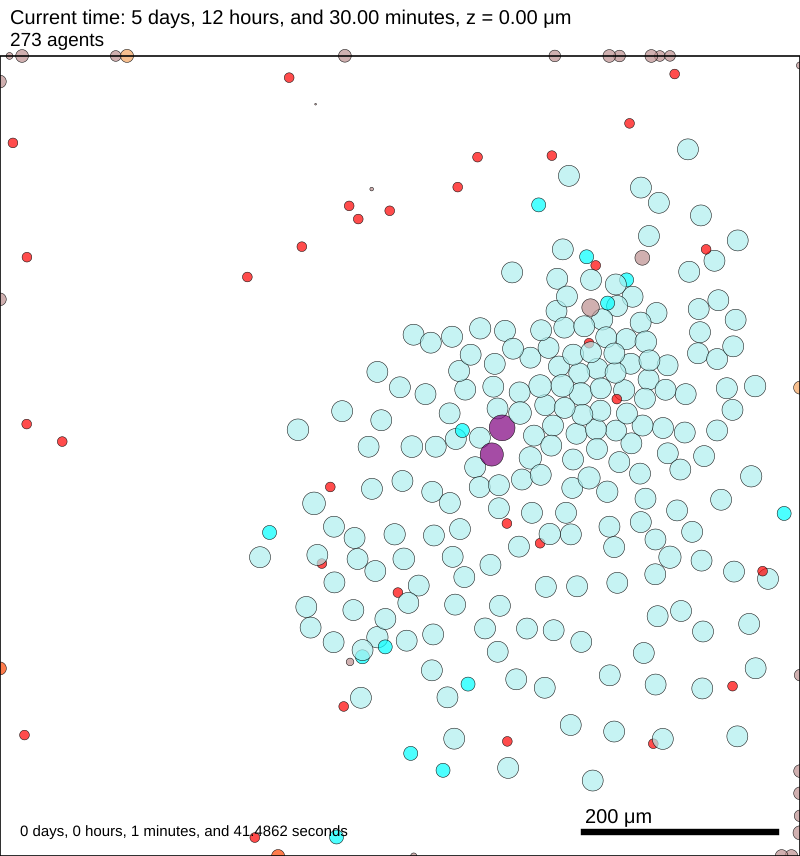 Current time: 5 days, 12 hours, and 30.00 minutes, z = 0.00 μm
273 agents
200 μm
0 days, 0 hours, 1 minutes, and 41.4862 seconds